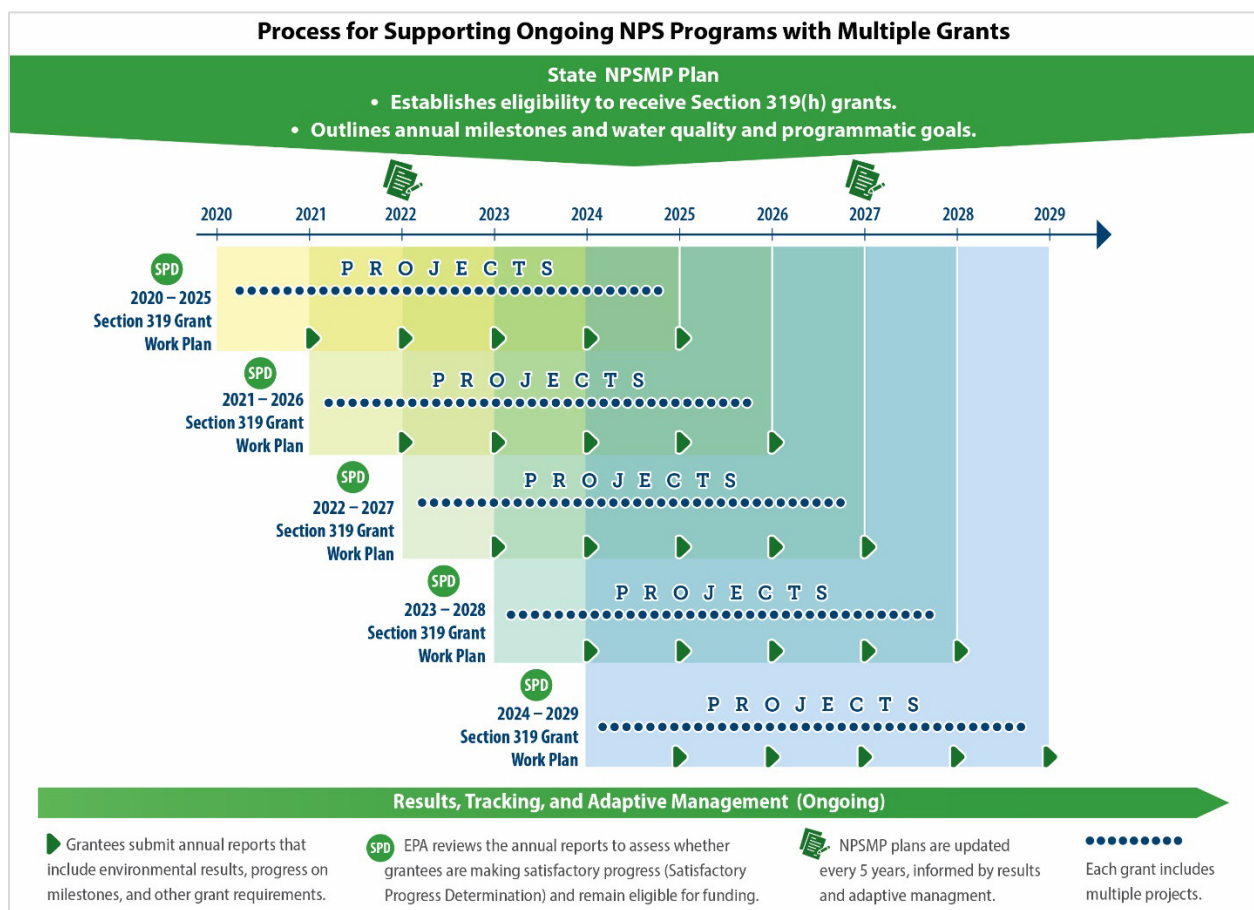 Process for Supporting Ongoing NPS Programs with Multiple Grants
State NPSMP Plan
• Establishes eligibility to receive Section 319(h) grants.
• Outlines annual milestones and water quality and programmatic goals.
2020 2021 2022 2023 2024 2025 2026 2027 2028 2029
SPD
PROJECTS
2020 – 2025
Section 319 Grant
Work Plan
SPD
PROJECTS
2021 – 2026
Section 319 Grant
Work Plan
SPD
PROJECTS
2022 – 2027
Section 319 Grant
Work Plan
SPD
PROJECTS
2023 – 2028
Section 319 Grant
Work Plan
SPD
PROJECTS
2024 – 2029
Section 319 Grant
Work Plan
Results, Tracking, and Adaptive Management (Ongoing)
Grantees submit annual reports that
include environmental results, progress on
milestones, and other grant requirements.
SPD EPA reviews the annual reports to assess whether
grantees are making satisfactory progress (Satisfactory
Progress Determination) and remain eligible for funding.
NPSMP plans are updated
every 5 years, informed by results
and adaptive managment.
Each grant includes
multiple projects.